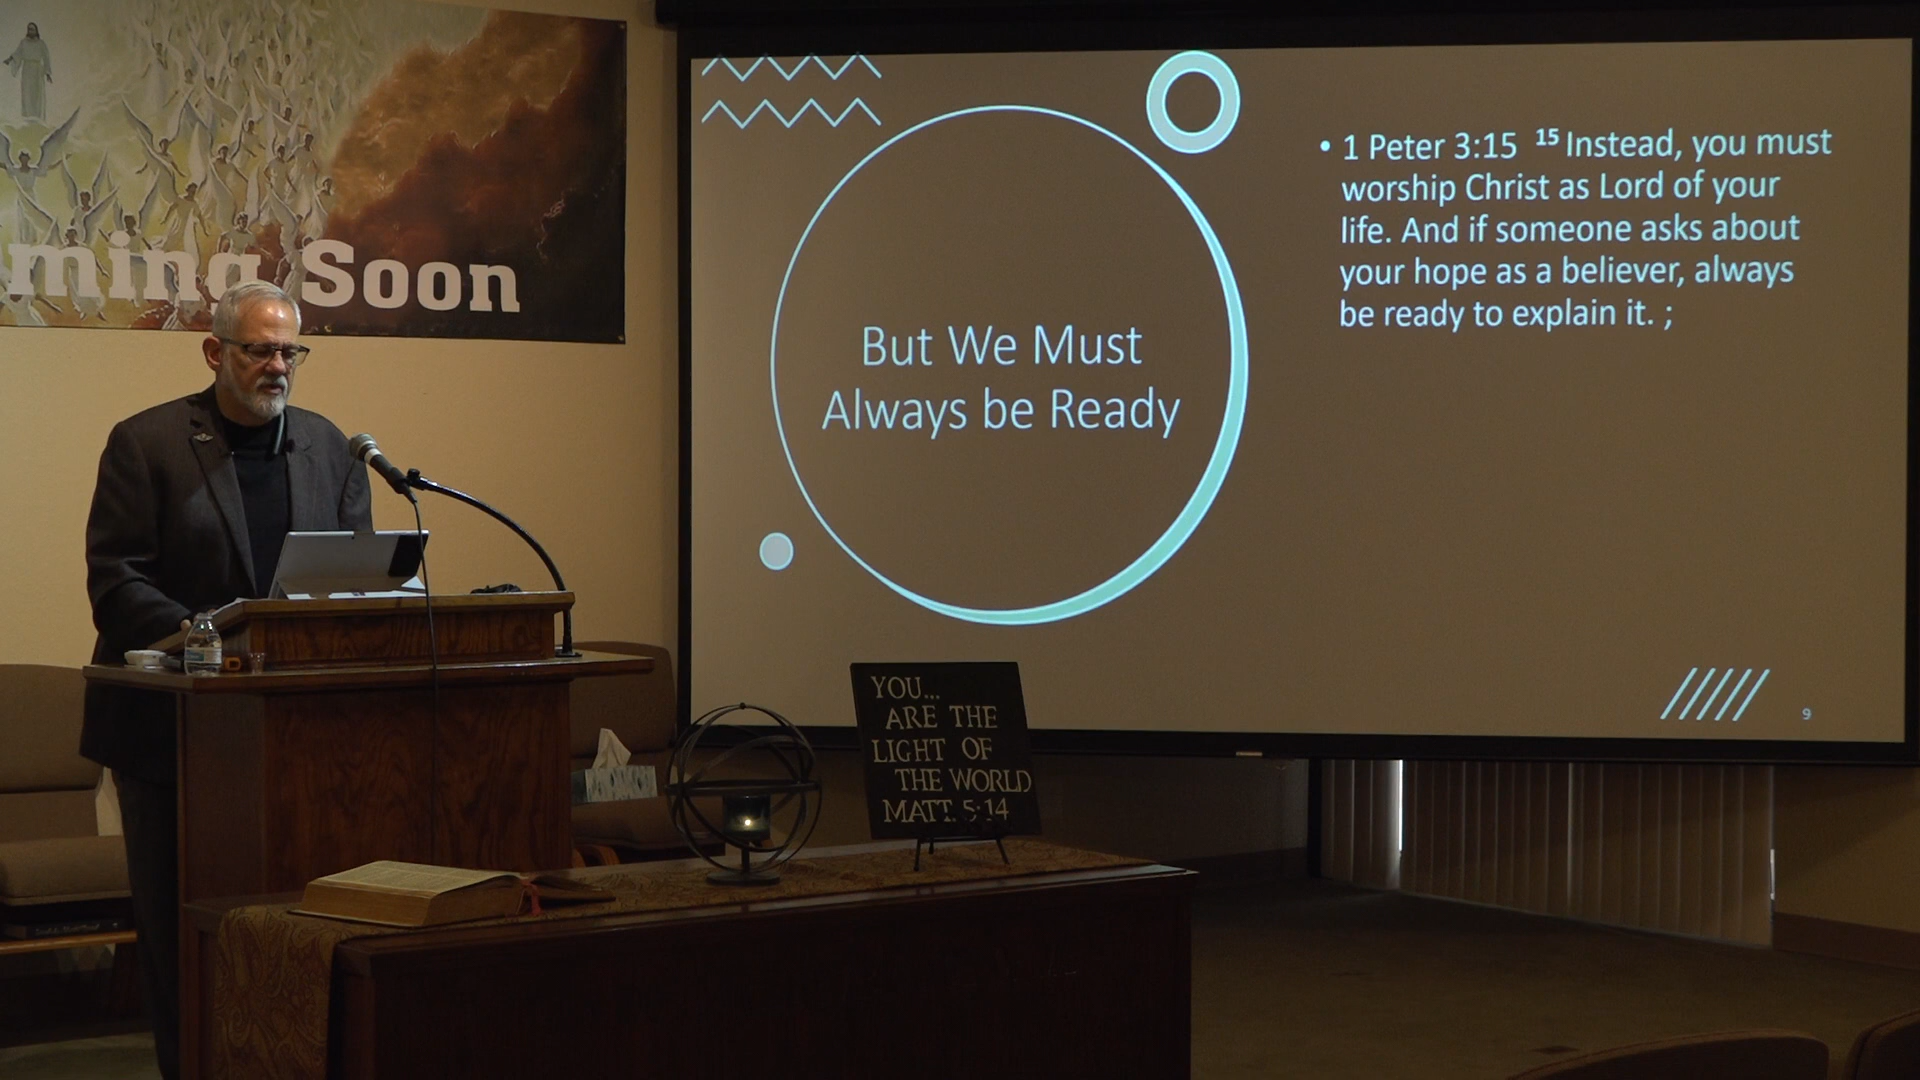 ming Soon
But We Must
Always be Ready
• 1 Peter 3:15 15 Instead, you must
worship Christ as Lord of your
life. And if someone asks about
your hope as a believer, always
be ready to explain it. ;
9
YOU...
ARE THE
LIGHT OF
THE WORLD
MATT. 5:14